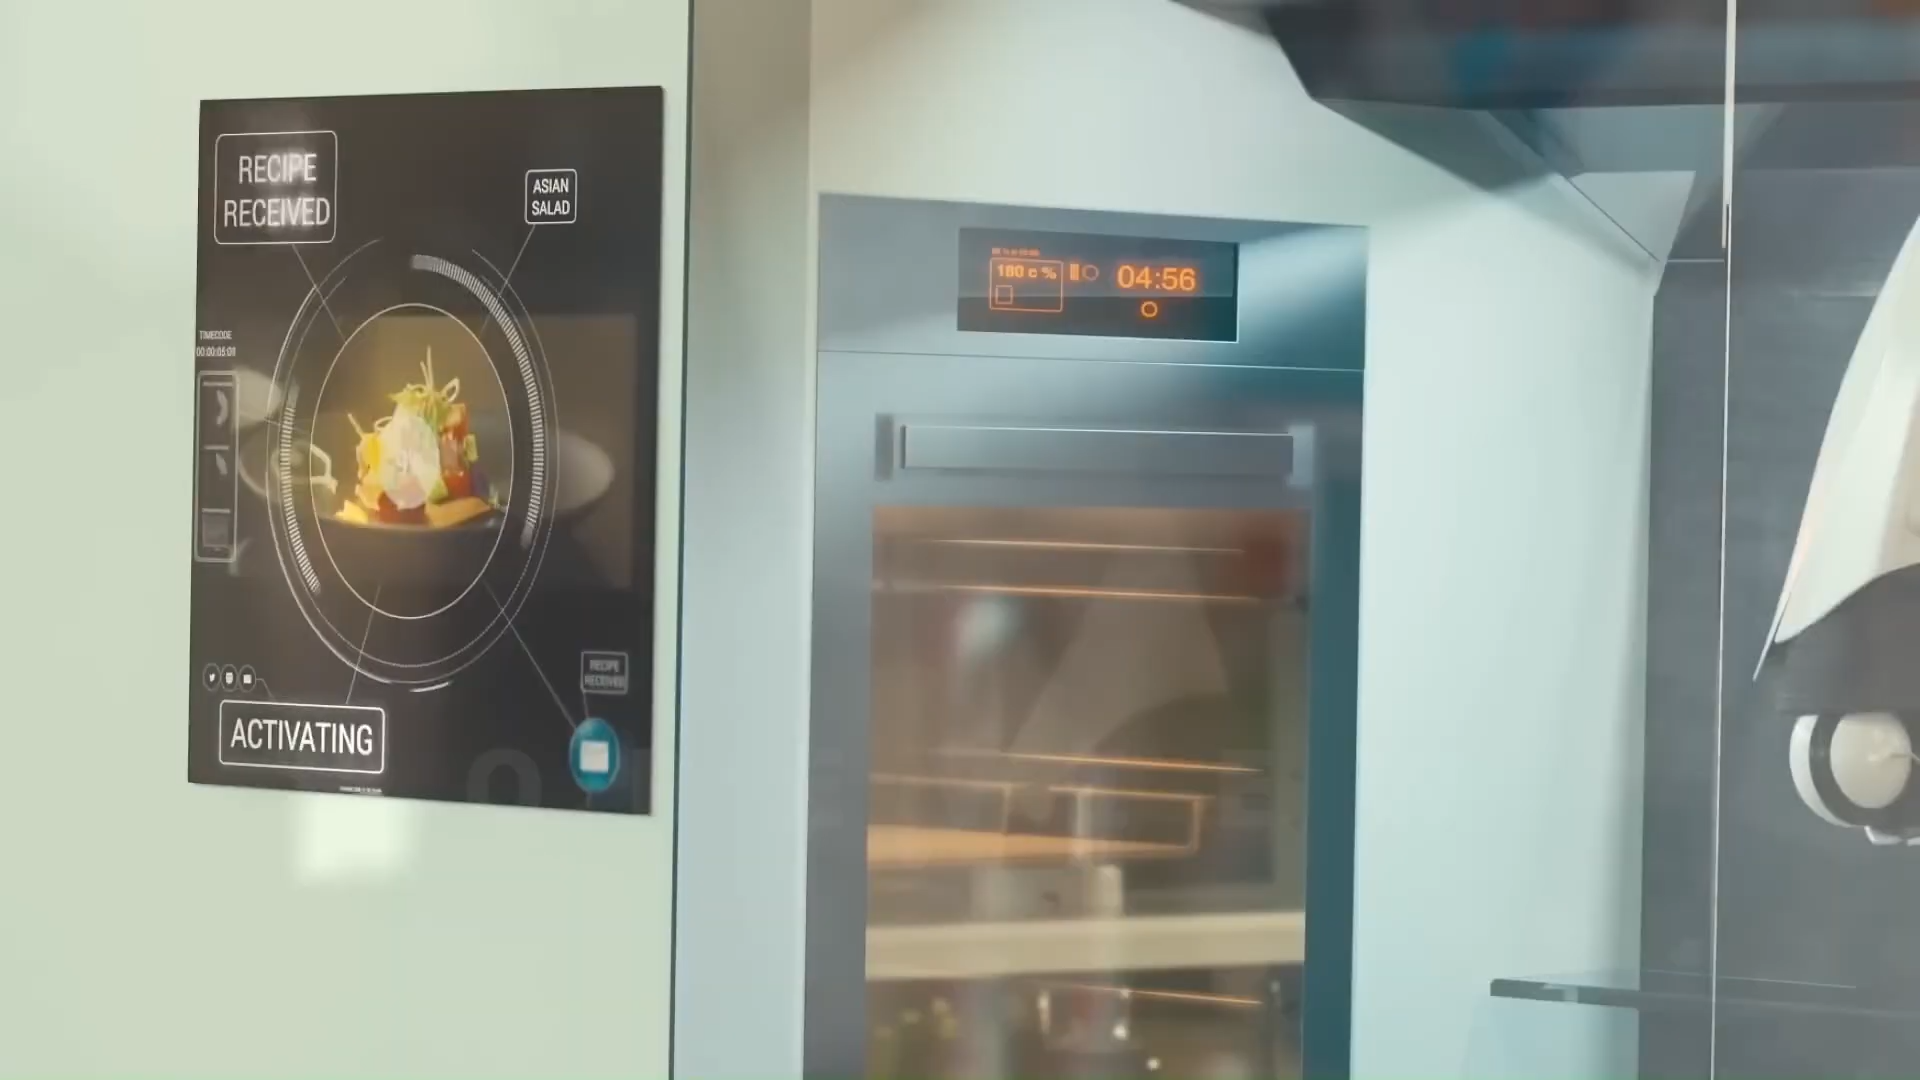 RECIPE
RECEIVED
ASIAN
SALAD
TIMECODE
180 c %
04:56
RECIPE
RECEIVED
ACTIVATING